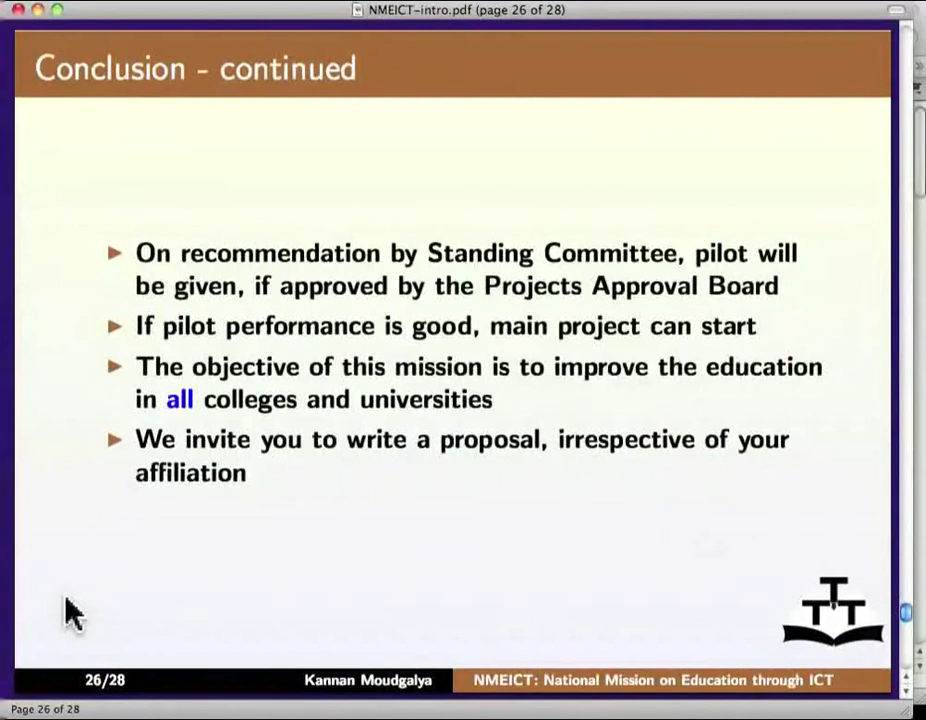 NMEICT-intro.pdf (page 26 of 28)
Conclusion - continued
On recommendation by Standing Committee, pilot will
be given, if approved by the Projects Approval Board
If pilot performance is good, main project can start
The objective of this mission is to improve the education
in all colleges and universities
We invite you to write a proposal, irrespective of your
affiliation
T
T T
26/28 Kannan Moudgalya NMEICT: National Mission on Education through ICT
Page 26 of 28